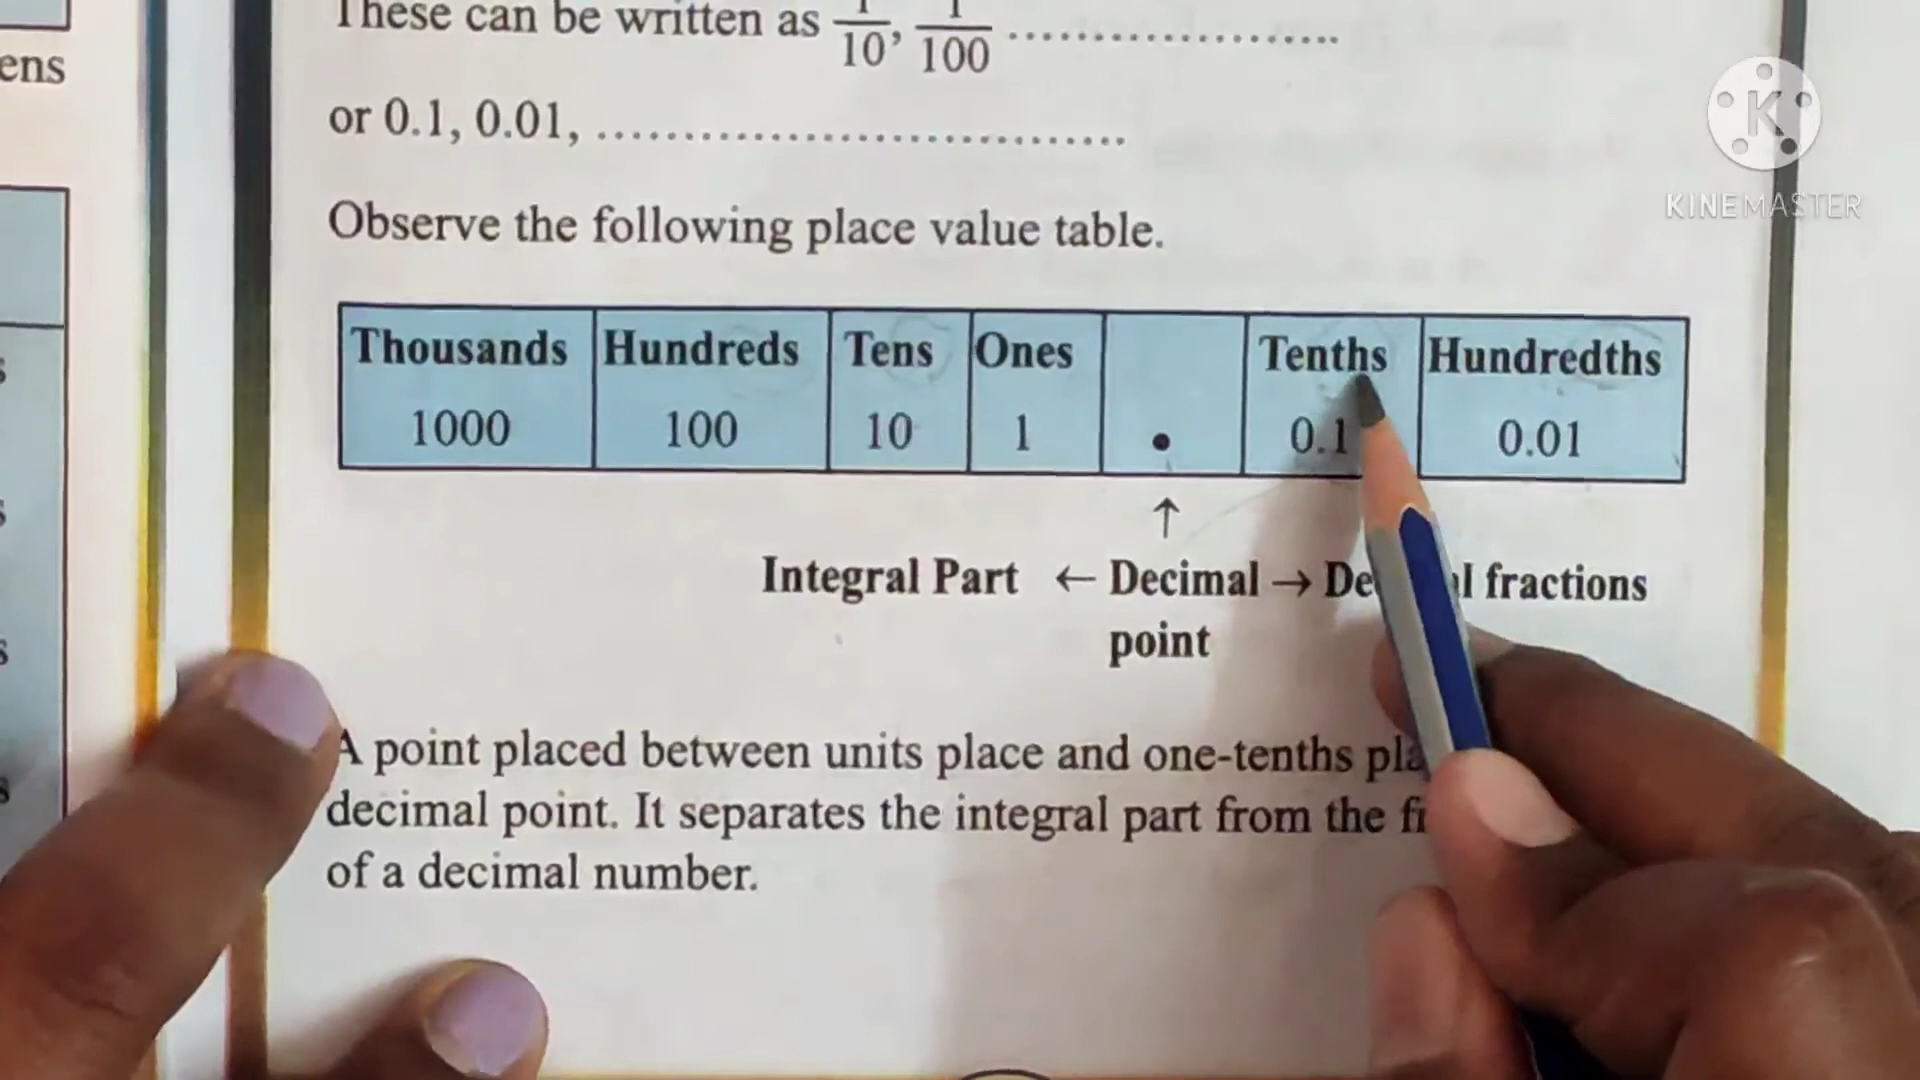 These can be written as 1/10, 1/100 ....................
ens
or 0.1, 0.01, ................................
KINEMASTER
Observe the following place value table.
Thousands Hundreds Tens Ones Tenths Hundredths
1000 100 10 1 . 0.1 0.01
↑
Integral Part ← Decimal → fractions
point
A point placed between units place and one-tenths
decimal point. It separates the integral part from the
of a decimal number.